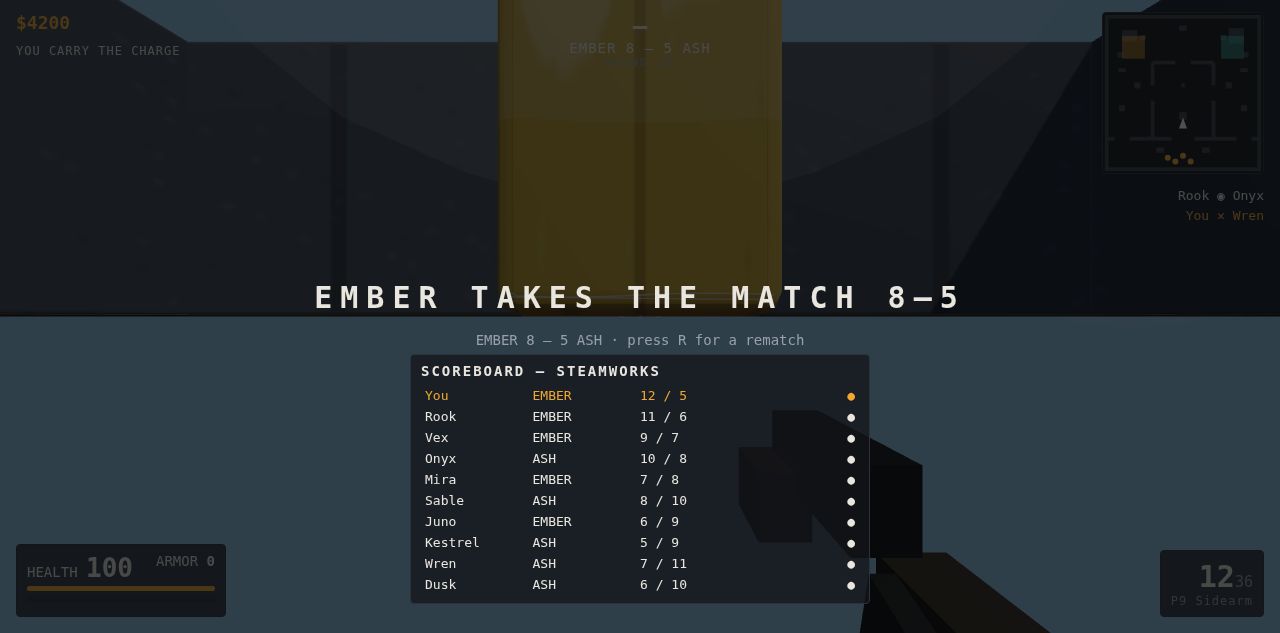 $4200
YOU CARRY THE CHARGE
—
EMBER 8 — 5 ASH
Rook ◉ Onyx
You × Wren
EMBER TAKES THE MATCH 8–5
EMBER 8 — 5 ASH · press R for a rematch
SCOREBOARD — STEAMWORKS
You EMBER 12 / 5 ●
Rook EMBER 11 / 6 ●
Vex EMBER 9 / 7 ●
Onyx ASH 10 / 8 ●
Mira EMBER 7 / 8 ●
Sable ASH 8 / 10 ●
Juno EMBER 6 / 9 ●
Kestrel ASH 5 / 9 ●
Wren ASH 7 / 11 ●
Dusk ASH 6 / 10 ●
HEALTH 100 ARMOR 0
12 36
P9 Sidearm